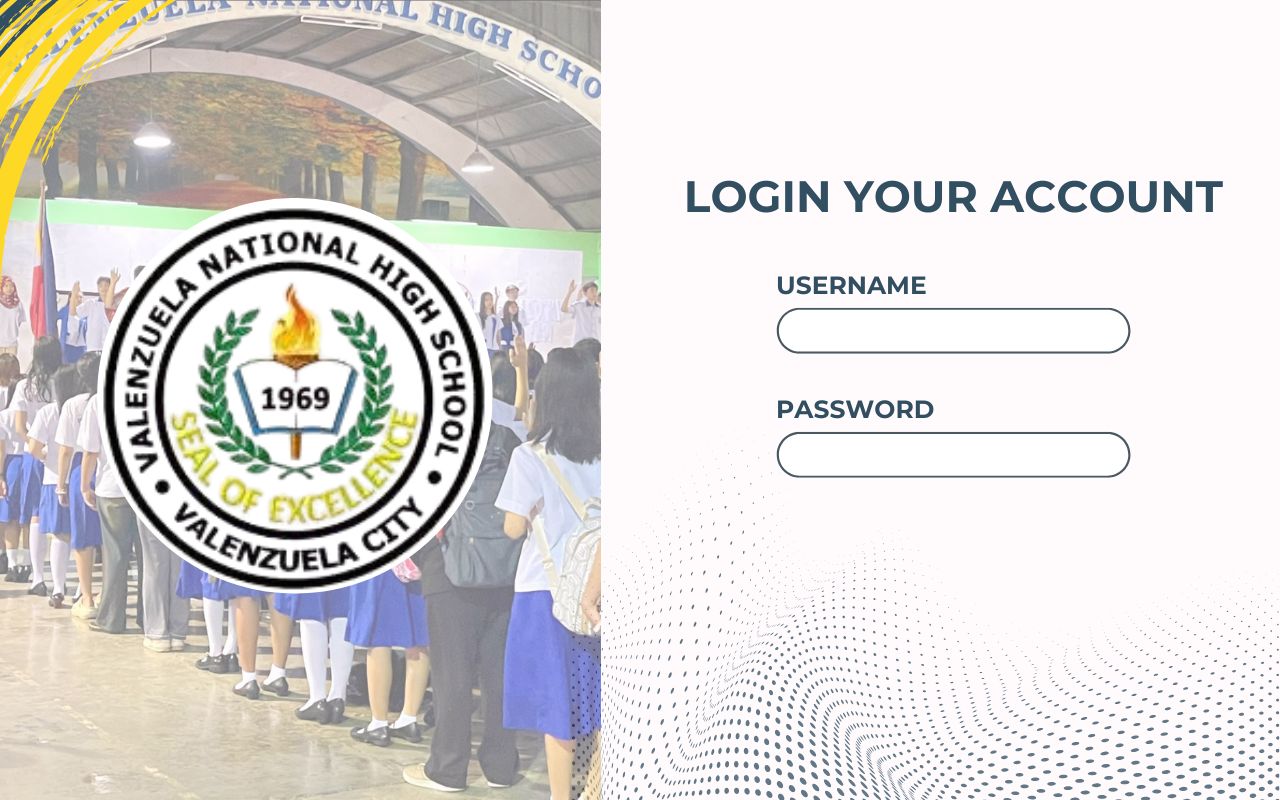 VALENZUELA NATIONAL HIGH SCHO
VALENZUELA NATIONAL HIGH SCHOOL
1969
SEAL OF EXCELLENCE
• VALENZUELA CITY •
LOGIN YOUR ACCOUNT
USERNAME
PASSWORD